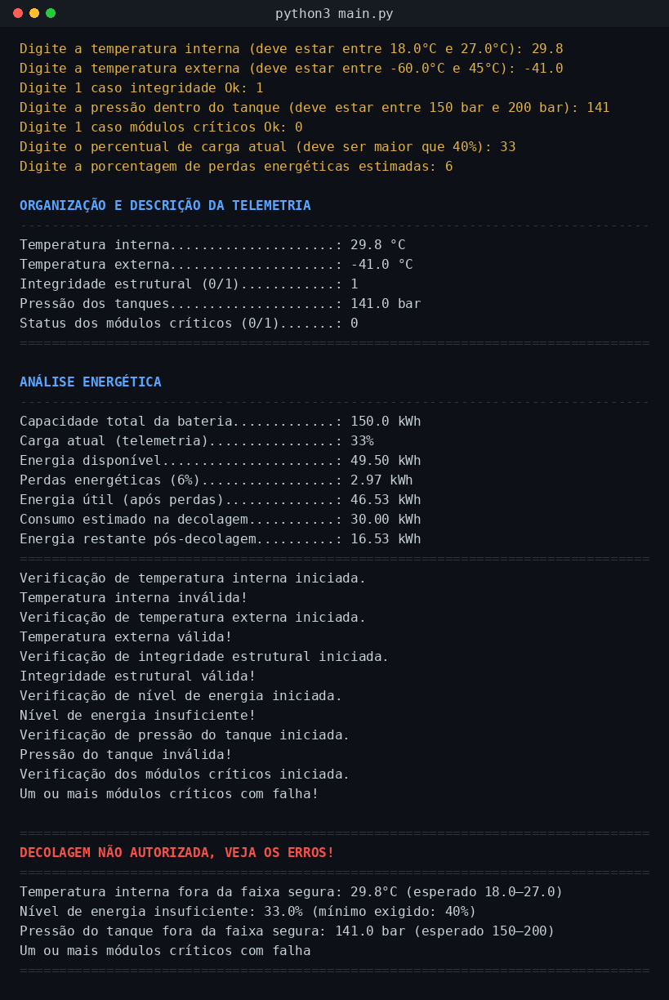 python3 main.py
Digite a temperatura interna (deve estar entre 18.0°C e 27.0°C): 29.8
Digite a temperatura externa (deve estar entre -60.0°C e 45°C): -41.0
Digite 1 caso integridade Ok: 1
Digite a pressão dentro do tanque (deve estar entre 150 bar e 200 bar): 141
Digite 1 caso módulos críticos Ok: 0
Digite o percentual de carga atual (deve ser maior que 40%): 33
Digite a porcentagem de perdas energéticas estimadas: 6
ORGANIZAÇÃO E DESCRIÇÃO DA TELEMETRIA
--------------------------------------------------------------------------------
Temperatura interna.....................: 29.8 °C
Temperatura externa.....................: -41.0 °C
Integridade estrutural (0/1)............: 1
Pressão dos tanques.....................: 141.0 bar
Status dos módulos críticos (0/1).......: 0
================================================================================
ANÁLISE ENERGÉTICA
--------------------------------------------------------------------------------
Capacidade total da bateria.............: 150.0 kWh
Carga atual (telemetria)................: 33%
Energia disponível......................: 49.50 kWh
Perdas energéticas (6%).................: 2.97 kWh
Energia útil (após perdas)..............: 46.53 kWh
Consumo estimado na decolagem...........: 30.00 kWh
Energia restante pós-decolagem..........: 16.53 kWh
================================================================================
Verificação de temperatura interna iniciada.
Temperatura interna inválida!
Verificação de temperatura externa iniciada.
Temperatura externa válida!
Verificação de integridade estrutural iniciada.
Integridade estrutural válida!
Verificação de nível de energia iniciada.
Nível de energia insuficiente!
Verificação de pressão do tanque iniciada.
Pressão do tanque inválida!
Verificação dos módulos críticos iniciada.
Um ou mais módulos críticos com falha!
================================================================================
DECOLAGEM NÃO AUTORIZADA, VEJA OS ERROS!
================================================================================
Temperatura interna fora da faixa segura: 29.8°C (esperado 18.0–27.0)
Nível de energia insuficiente: 33.0% (mínimo exigido: 40%)
Pressão do tanque fora da faixa segura: 141.0 bar (esperado 150–200)
Um ou mais módulos críticos com falha
================================================================================